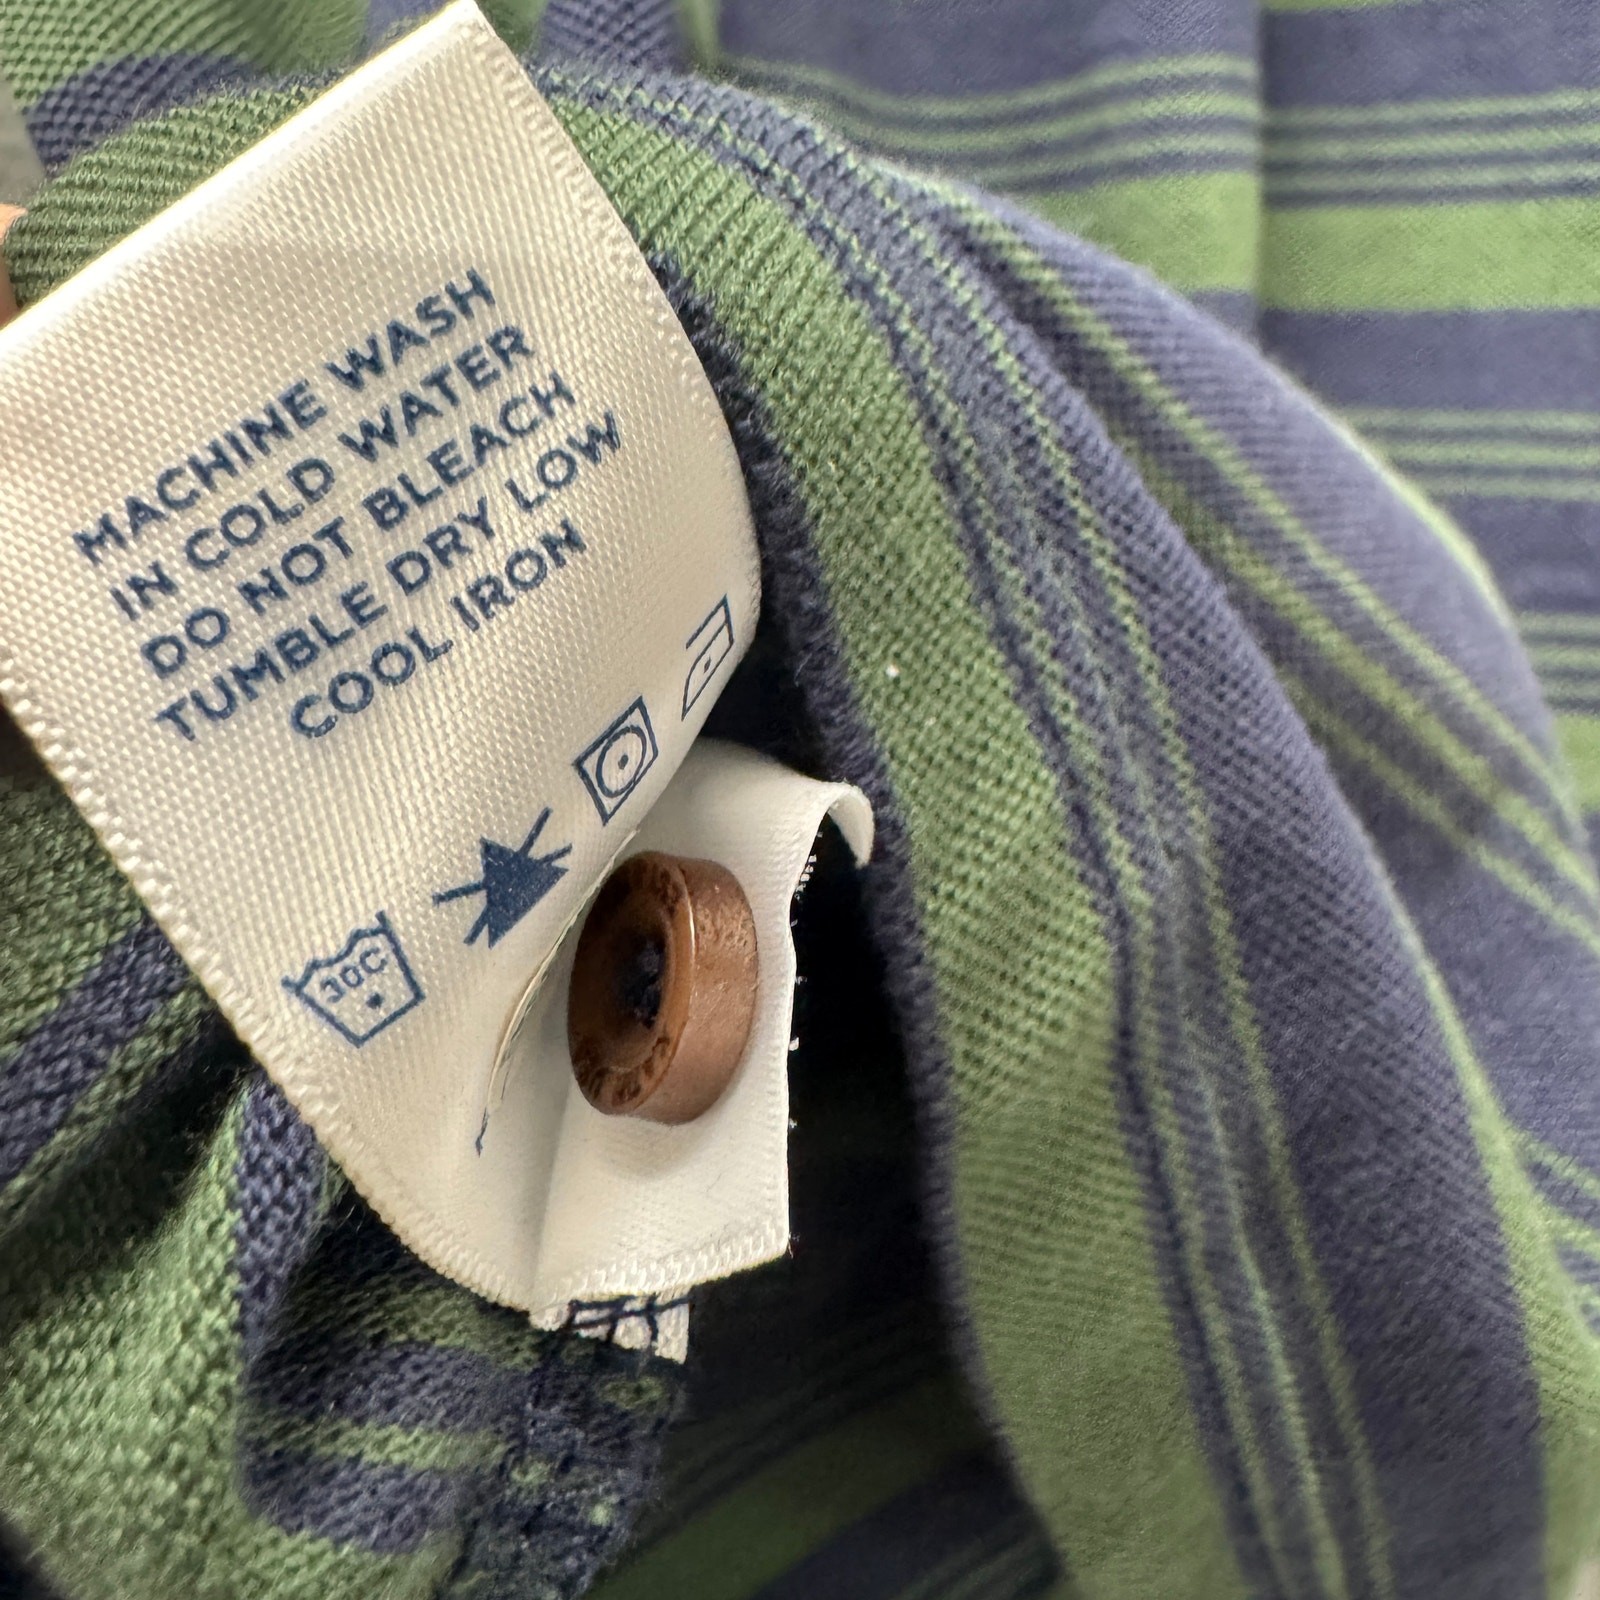 MACHINE WASH
IN COLD WATER
DO NOT BLEACH
TUMBLE DRY LOW
COOL IRON
30C